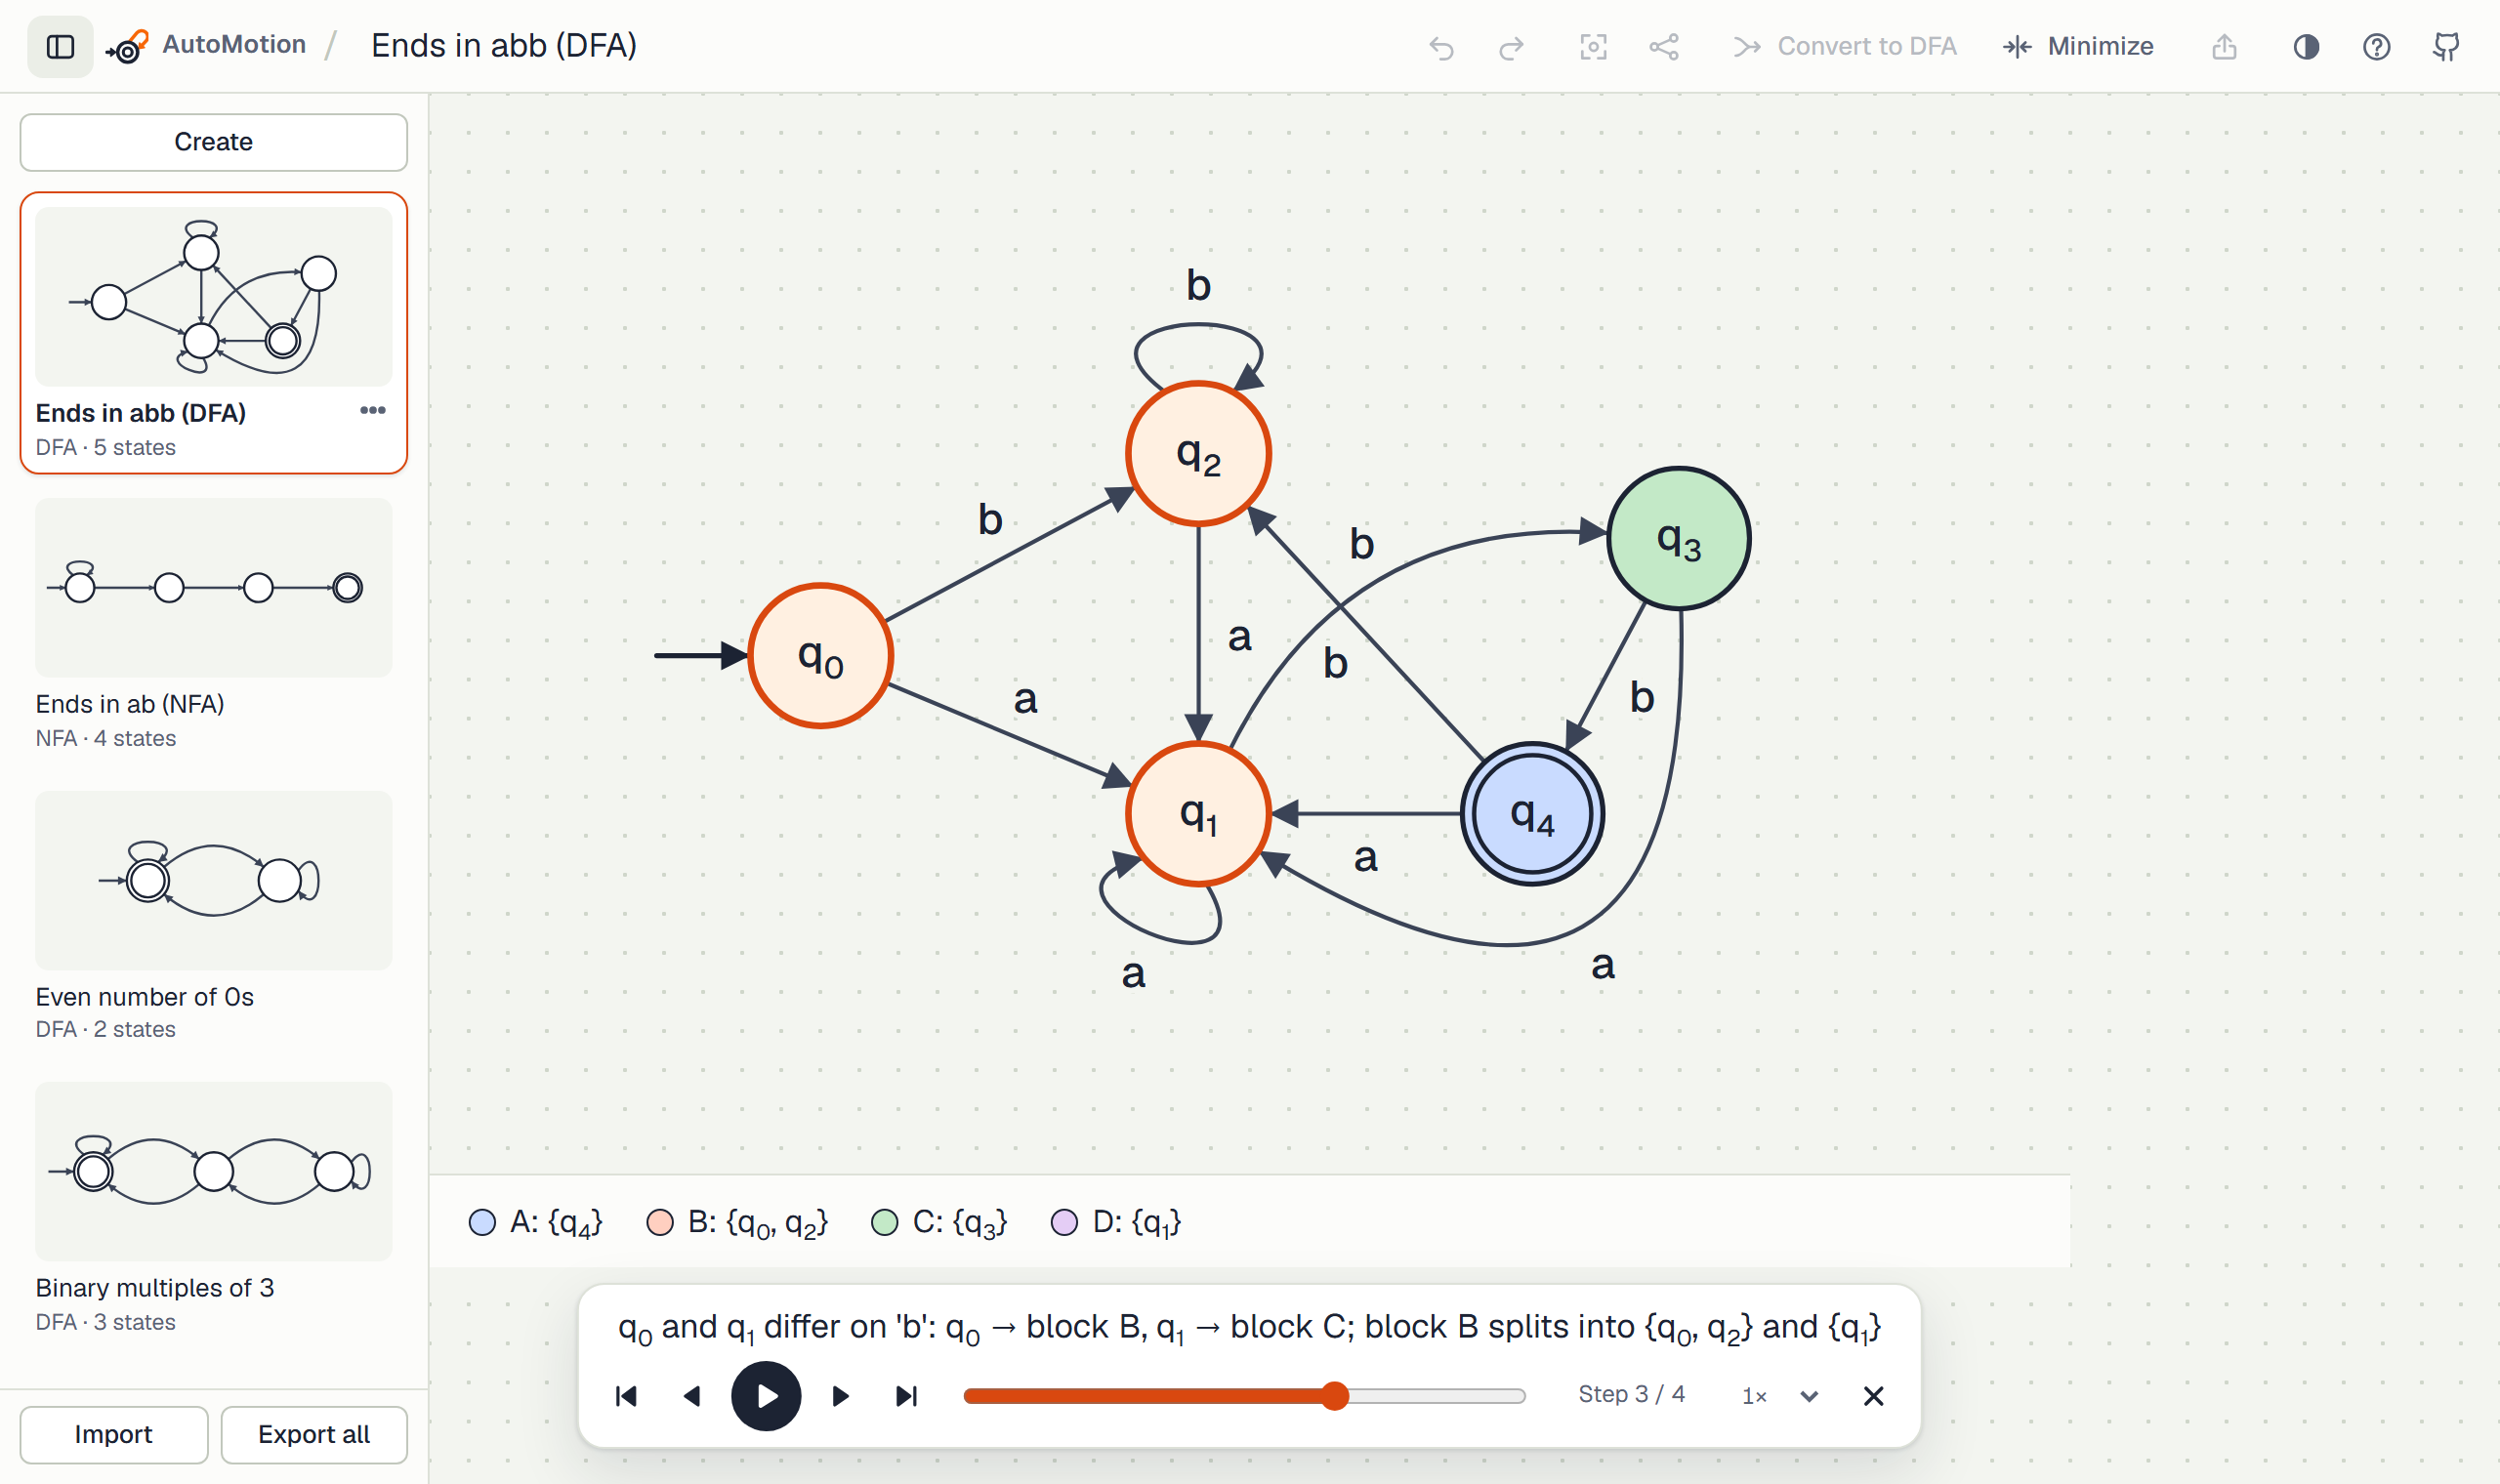 AutoMotion / Ends in abb (DFA)
Convert to DFA
Minimize
Create
Ends in abb (DFA)
DFA · 5 states
Ends in ab (NFA)
NFA · 4 states
Even number of 0s
DFA · 2 states
Binary multiples of 3
DFA · 3 states
Import
Export all
b
q₂
q₃
b
b
a
b
q₀
a
b
q₁
q₄
a
a
a
A: {q₄}
B: {q₀, q₂}
C: {q₃}
D: {q₁}
q₀ and q₁ differ on 'b': q₀ → block B, q₁ → block C; block B splits into {q₀, q₂} and {q₁}
Step 3 / 4
1×